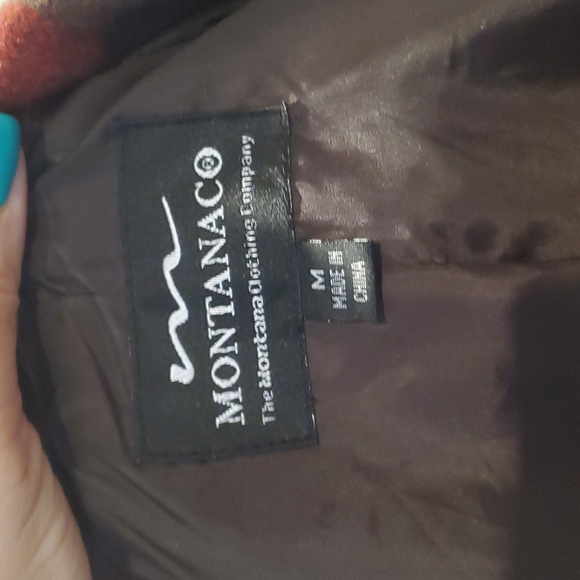 MONTANACO®
The Montana Clothing Company
M
MADE IN
CHINA